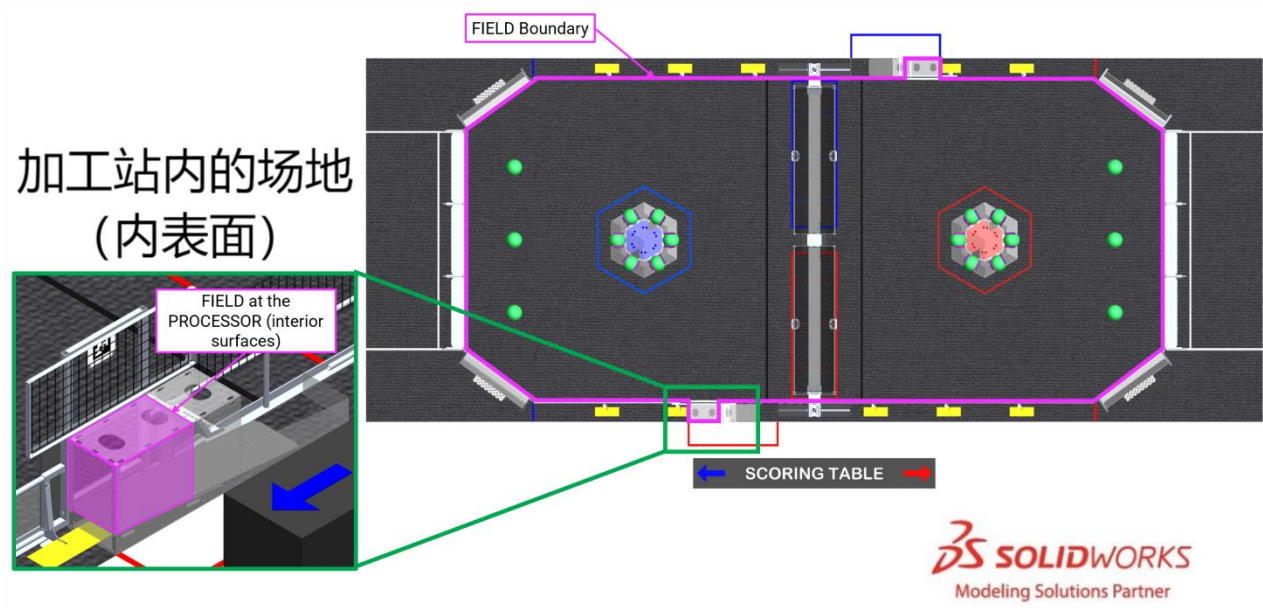 FIELD Boundary
加工站内的场地
（内表面）
FIELD at the
PROCESSOR (interior
surfaces)
SCORING TABLE
SOLIDWORKS
Modeling Solutions Partner